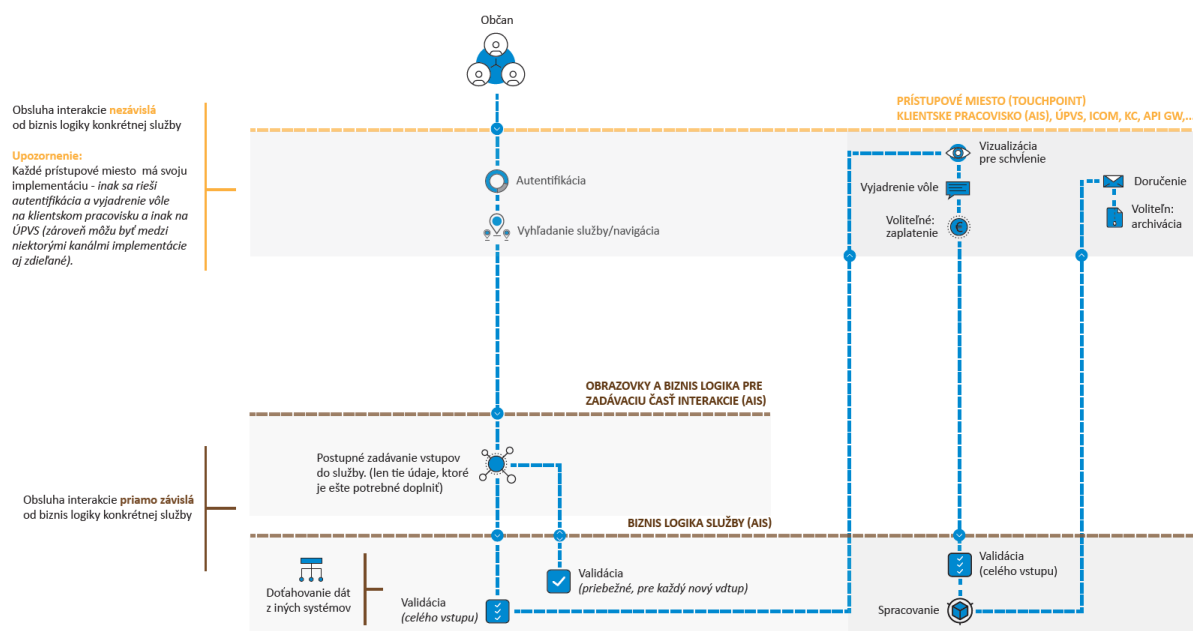 Občan
Obsluha interakcie nezávislá
od biznis logiky konkrétnej služby
Upozornenie:
Každé prístupové miesto má svoju
implementáciu - inak sa rieši
autentifikácia a vyjadrenie vôle
na klientskom pracovisku a inak na
ÚPVS (zároveň môžu byť medzi
niektorými kanálmi implementácie
aj zdieľané).
PRÍSTUPOVÉ MIESTO (TOUCHPOINT)
KLIENTSKE PRACOVISKO (AIS), ÚPVS, ICOM, KC, API GW,...
Autentifikácia
Vyhľadanie služby/navigácia
Vizualizácia
pre schvĺenie
Vyjadrenie vôle
Voliteľné:
zaplatenie
Doručenie
Voliteľn:
archivácia
OBRAZOVKY A BIZNIS LOGIKA PRE
ZADÁVACIU ČASŤ INTERAKCIE (AIS)
Postupné zadávanie vstupov
do služby. (len tie údaje, ktoré
je ešte potrebné doplniť)
Obsluha interakcie priamo závislá
od biznis logiky konkrétnej služby
BIZNIS LOGIKA SLUŽBY (AIS)
Doťahovanie dát
z iných systémov
Validácia
(celého vstupu)
Validácia
(priebežné, pre každý nový vdtup)
Validácia
(celého vstupu)
Spracovanie